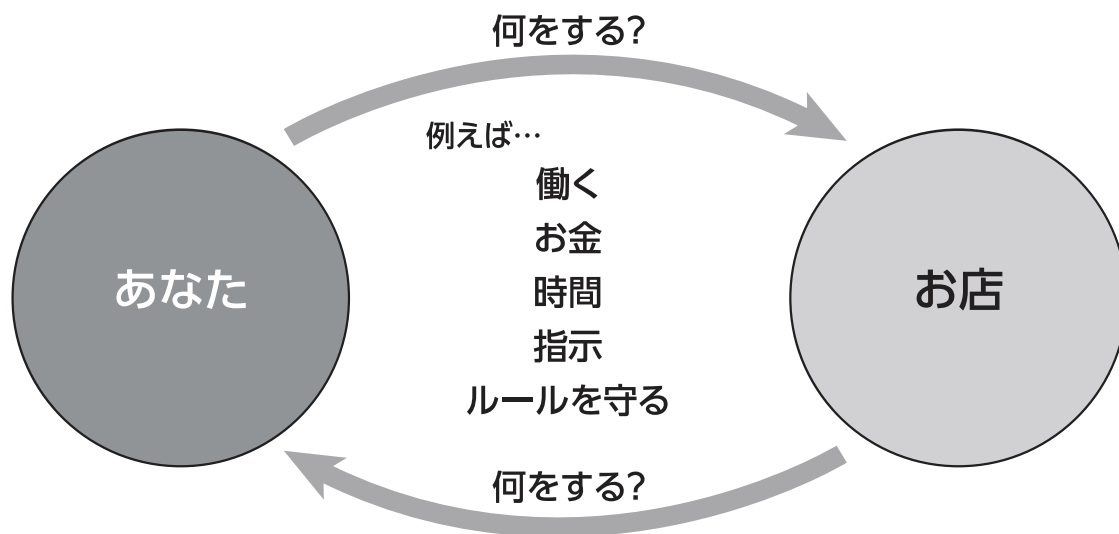 何をする?
例えば…
働く
お金
時間
指示
ルールを守る
あなた
お店
何をする?